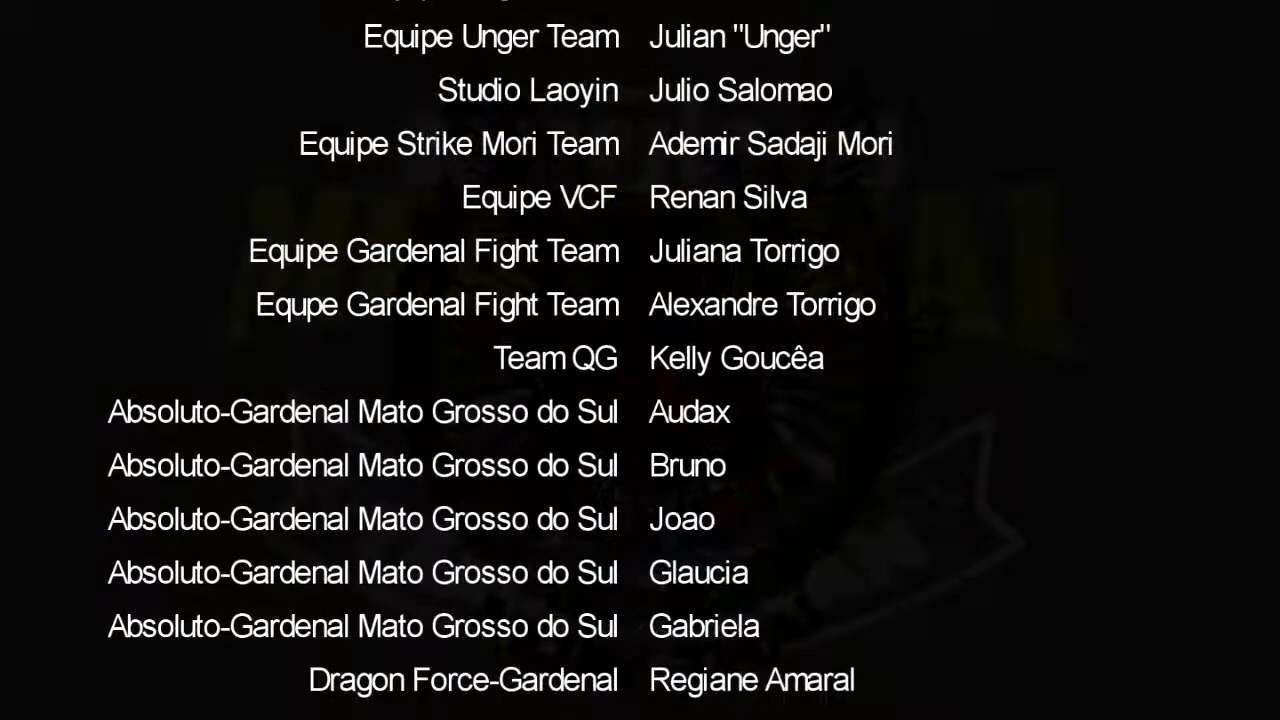 Equipe Unger Team Julian "Unger"
Studio Laoyin Julio Salomao
Equipe Strike Mori Team Ademir Sadaji Mori
Equipe VCF Renan Silva
Equipe Gardenal Fight Team Juliana Torrigo
Equpe Gardenal Fight Team Alexandre Torrigo
Team QG Kelly Goucêa
Absoluto-Gardenal Mato Grosso do Sul Audax
Absoluto-Gardenal Mato Grosso do Sul Bruno
Absoluto-Gardenal Mato Grosso do Sul Joao
Absoluto-Gardenal Mato Grosso do Sul Glaucia
Absoluto-Gardenal Mato Grosso do Sul Gabriela
Dragon Force-Gardenal Regiane Amaral